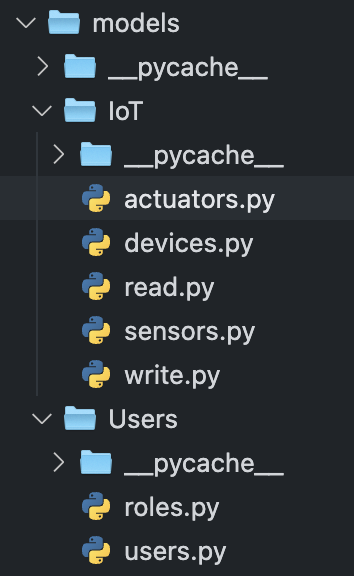 models
__pycache__
IoT
__pycache__
actuators.py
devices.py
read.py
sensors.py
write.py
Users
__pycache__
roles.py
users.py